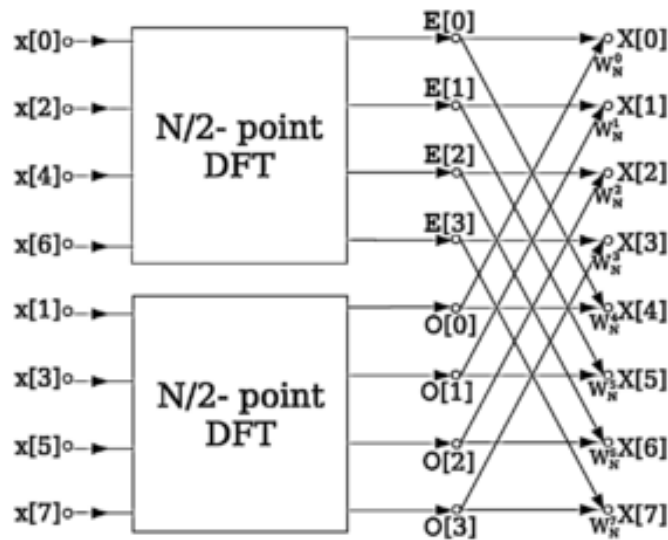 x[0] E[0] X[0]
W_N^0
x[2] E[1] X[1]
W_N^1
N/2- point
DFT
x[4] E[2] X[2]
W_N^2
x[6] E[3] X[3]
W_N^3
x[1] O[0] X[4]
W_N^4
x[3] O[1] X[5]
W_N^5
N/2- point
DFT
x[5] O[2] X[6]
W_N^6
x[7] O[3] X[7]
W_N^7